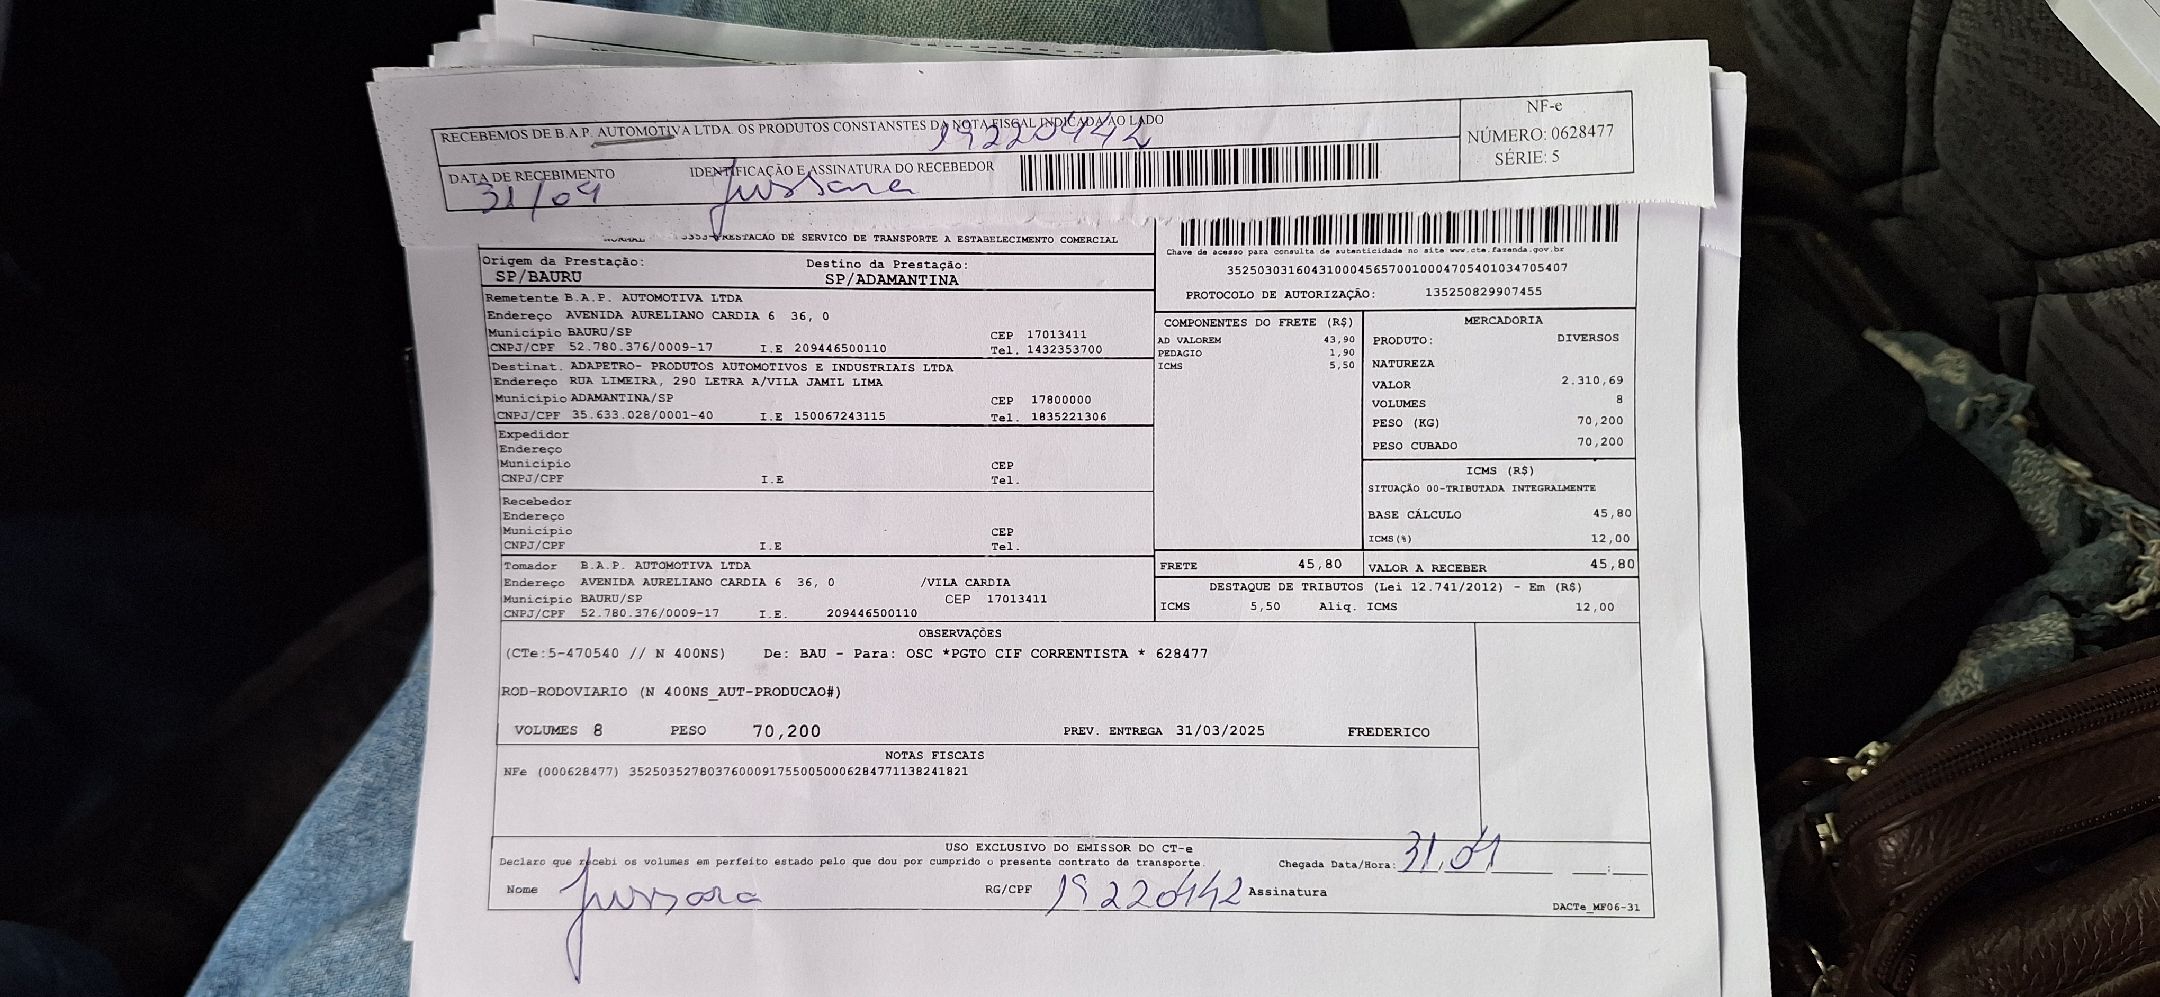 RECEBEMOS DE B.A.P. AUTOMOTIVA LTDA. OS PRODUTOS CONSTANSTES DA NOTA FISCAL INDICADA AO LADO
19220442
NF-e
NÚMERO: 0628477
SÉRIE: 5
DATA DE RECEBIMENTO
31/04
IDENTIFICAÇÃO E ASSINATURA DO RECEBEDOR
Jussara
PRESTACAO DE SERVICO DE TRANSPORTE A ESTABELECIMENTO COMERCIAL
Origem da Prestação:
SP/BAURU
Destino da Prestação:
SP/ADAMANTINA
Chave de acesso para consulta de autenticidade no site www.cte.fazenda.gov.br
35250303160431000456570010004705401034705407
PROTOCOLO DE AUTORIZAÇÃO: 135250829907455
Remetente B.A.P. AUTOMOTIVA LTDA
Endereço AVENIDA AURELIANO CARDIA 6 36, 0
Município BAURU/SP CEP 17013411
CNPJ/CPF 52.780.376/0009-17 I.E 209446500110 Tel. 1432353700
Destinat. ADAPETRO- PRODUTOS AUTOMOTIVOS E INDUSTRIAIS LTDA
Endereço RUA LIMEIRA, 290 LETRA A/VILA JAMIL LIMA
Município ADAMANTINA/SP CEP 17800000
CNPJ/CPF 35.633.028/0001-40 I.E 150067243115 Tel. 1835221306
Expedidor
Endereço
Município CEP
CNPJ/CPF I.E Tel.
Recebedor
Endereço
Município CEP
CNPJ/CPF I.E Tel.
Tomador B.A.P. AUTOMOTIVA LTDA
Endereço AVENIDA AURELIANO CARDIA 6 36, 0 /VILA CARDIA
Município BAURU/SP CEP 17013411
CNPJ/CPF 52.780.376/0009-17 I.E. 209446500110
COMPONENTES DO FRETE (R$)
AD VALOREM 43,90
PEDAGIO 1,90
ICMS 5,50
MERCADORIA
PRODUTO: DIVERSOS
NATUREZA
VALOR 2.310,69
VOLUMES 8
PESO (KG) 70,200
PESO CUBADO 70,200
ICMS (R$)
SITUAÇÃO 00-TRIBUTADA INTEGRALMENTE
BASE CÁLCULO 45,80
ICMS(%) 12,00
FRETE 45,80 VALOR A RECEBER 45,80
DESTAQUE DE TRIBUTOS (Lei 12.741/2012) - Em (R$)
ICMS 5,50 Aliq. ICMS 12,00
OBSERVAÇÕES
(CTe:5-470540 // N 400NS) De: BAU - Para: OSC *PGTO CIF CORRENTISTA * 628477
ROD-RODOVIARIO (N 400NS_AUT-PRODUCAO#)
VOLUMES 8 PESO 70,200 PREV. ENTREGA 31/03/2025 FREDERICO
NOTAS FISCAIS
NFe (000628477) 35250352780376000917550050006284771138241821
USO EXCLUSIVO DO EMISSOR DO CT-e
Declaro que recebi os volumes em perfeito estado pelo que dou por cumprido o presente contrato de transporte. Chegada Data/Hora: 31.04
Nome Jussara RG/CPF 19220442 Assinatura
DACTe_MF06-31